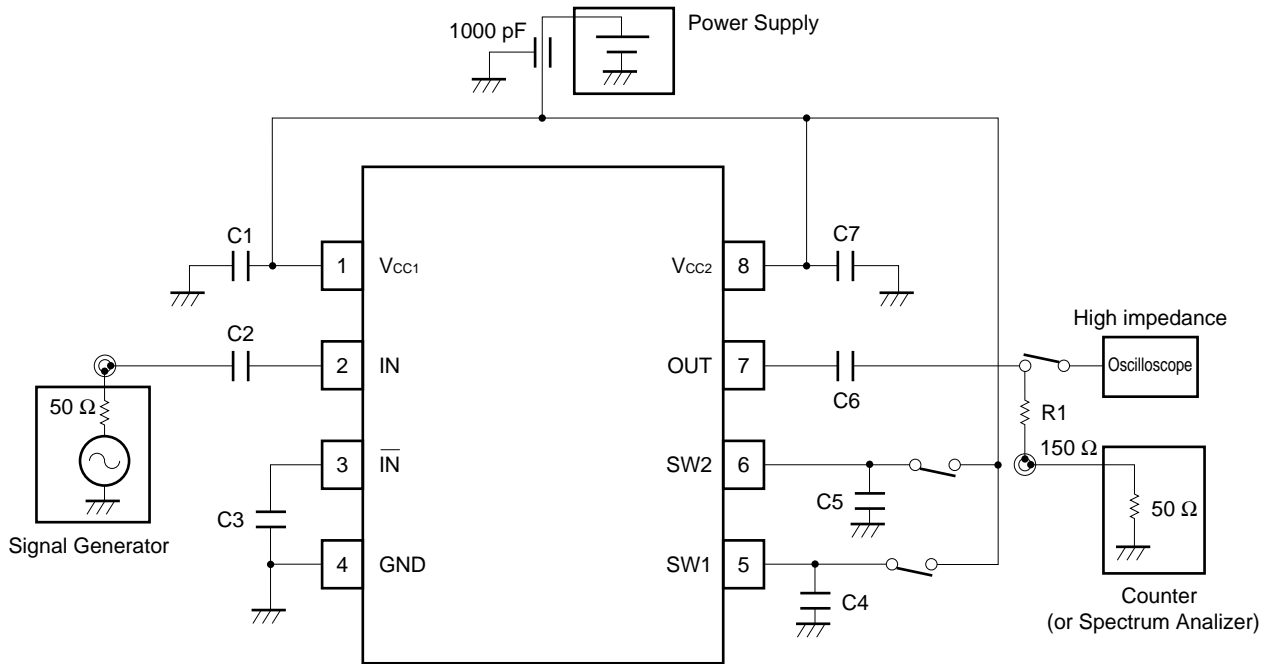 1000 pF
Power Supply
C1
1
VCC1
VCC2
8
C7
C2
2
IN
OUT
7
C6
High impedance
Oscilloscope
50 Ω
R1
150 Ω
3
I̅N̅
SW2
6
C5
50 Ω
C3
Signal Generator
4
GND
SW1
5
C4
Counter
(or Spectrum Analizer)